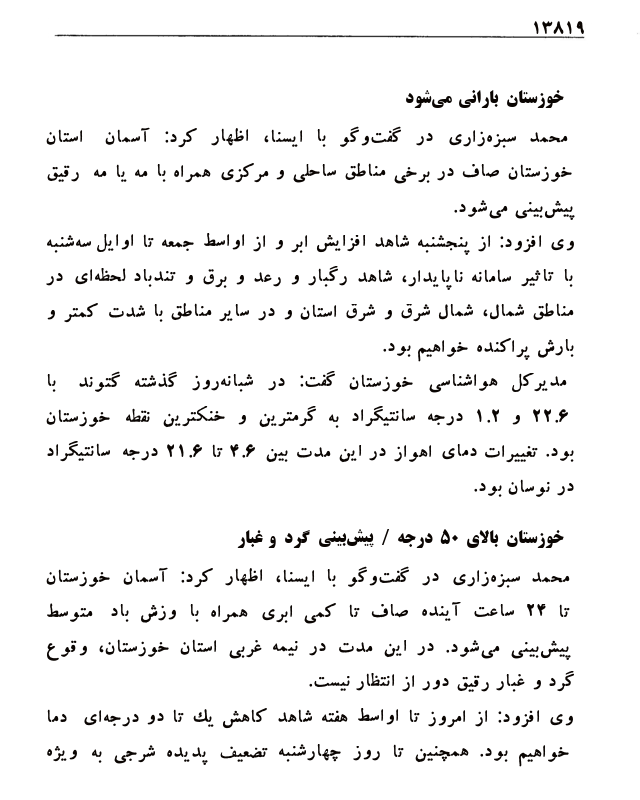 ۱۳۸۱۹
خوزستان بارانی می‌شود
محمد سبزه‌زاری در گفت‌وگو با ایسنا، اظهار کرد: آسمان استان
خوزستان صاف در برخی مناطق ساحلی و مرکزی همراه با مه یا مه رقیق
پیش‌بینی می‌شود.
وی افزود: از پنجشنبه شاهد افزایش ابر و از اواسط جمعه تا اوایل سه‌شنبه
با تاثیر سامانه ناپایدار، شاهد رگبار و رعد و برق و تندباد لحظه‌ای در
مناطق شمال، شمال شرق و شرق استان و در سایر مناطق با شدت کمتر و
بارش پراکنده خواهیم بود.
مدیرکل هواشناسی خوزستان گفت: در شبانه‌روز گذشته گتوند با
۲۲.۶ و ۱.۲ درجه سانتیگراد به گرمترین و خنکترین نقطه خوزستان
بود. تغییرات دمای اهواز در این مدت بین ۴.۶ تا ۲۱.۶ درجه سانتیگراد
در نوسان بود.
خوزستان بالای ۵۰ درجه / پیش‌بینی گرد و غبار
محمد سبزه‌زاری در گفت‌وگو با ایسنا، اظهار کرد: آسمان خوزستان
تا ۲۴ ساعت آینده صاف تا کمی ابری همراه با وزش باد متوسط
پیش‌بینی می‌شود. در این مدت در نیمه غربی استان خوزستان، وقوع
گرد و غبار رقیق دور از انتظار نیست.
وی افزود: از امروز تا اواسط هفته شاهد کاهش یك تا دو درجه‌ای دما
خواهیم بود. همچنین تا روز چهارشنبه تضعیف پدیده شرجی به ویژه